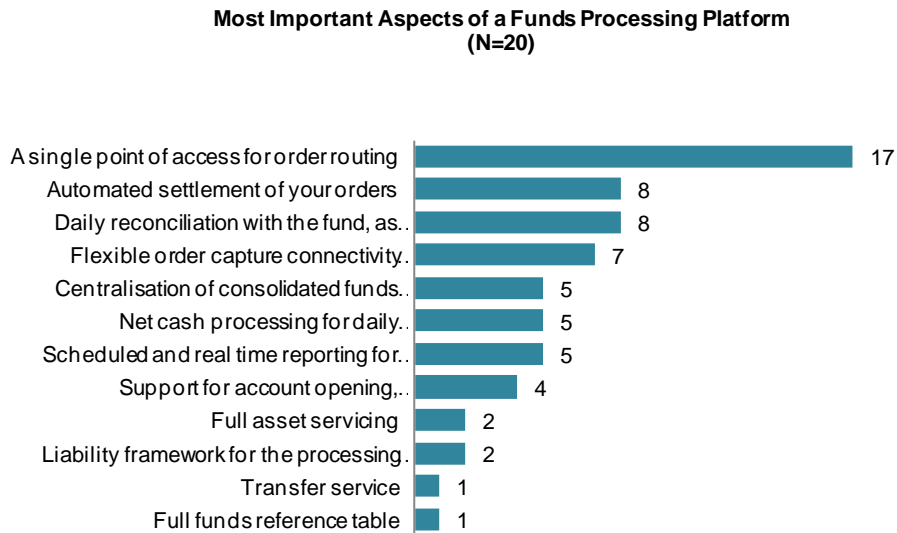 Most Important Aspects of a Funds Processing Platform
(N=20)
A single point of access for order routing 17
Automated settlement of your orders 8
Daily reconciliation with the fund, as.. 8
Flexible order capture connectivity.. 7
Centralisation of consolidated funds.. 5
Net cash processing for daily.. 5
Scheduled and real time reporting for.. 5
Support for account opening,.. 4
Full asset servicing 2
Liability framework for the processing.. 2
Transfer service 1
Full funds reference table 1